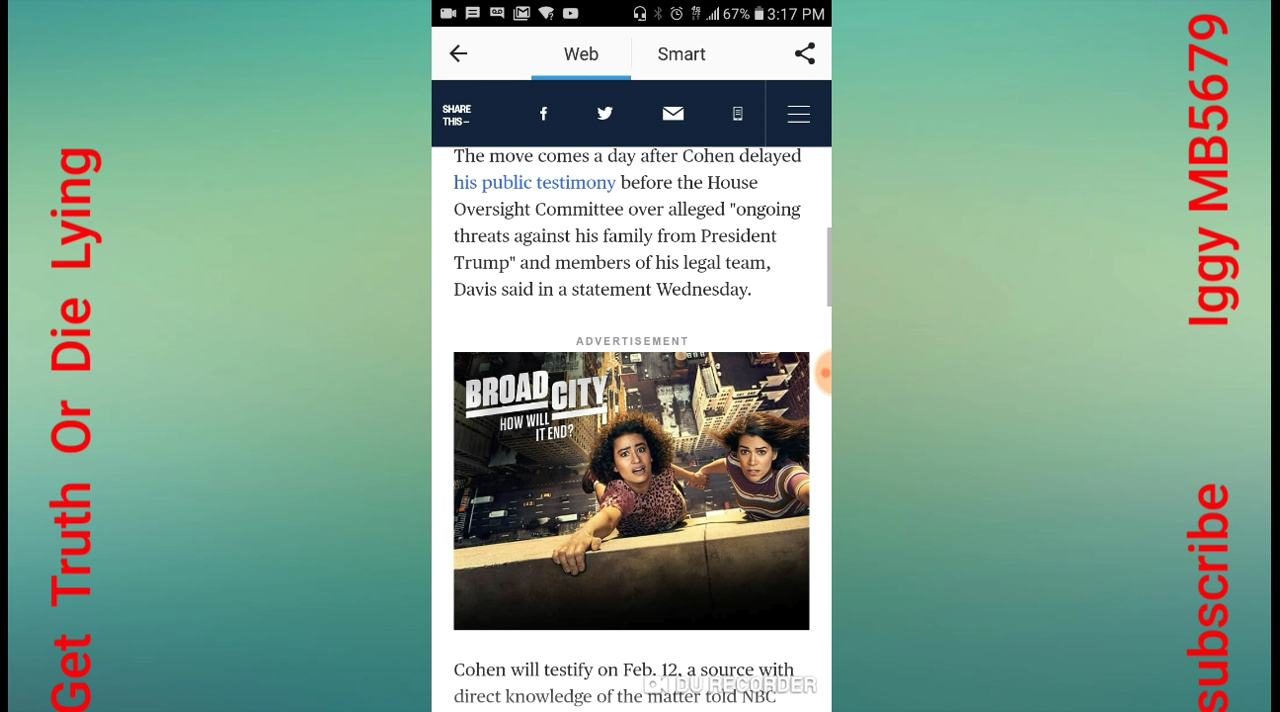 Get Truth Or Die Lying
67% 3:17 PM
Web
Smart
SHARE
THIS —
The move comes a day after Cohen delayed
his public testimony before the House
Oversight Committee over alleged "ongoing
threats against his family from President
Trump" and members of his legal team,
Davis said in a statement Wednesday.
ADVERTISEMENT
BROAD CITY
HOW WILL
IT END?
Cohen will testify on Feb. 12, a source with
direct knowledge of the matter told NBC
DU RECORDER
Iggy MB5679
subscribe